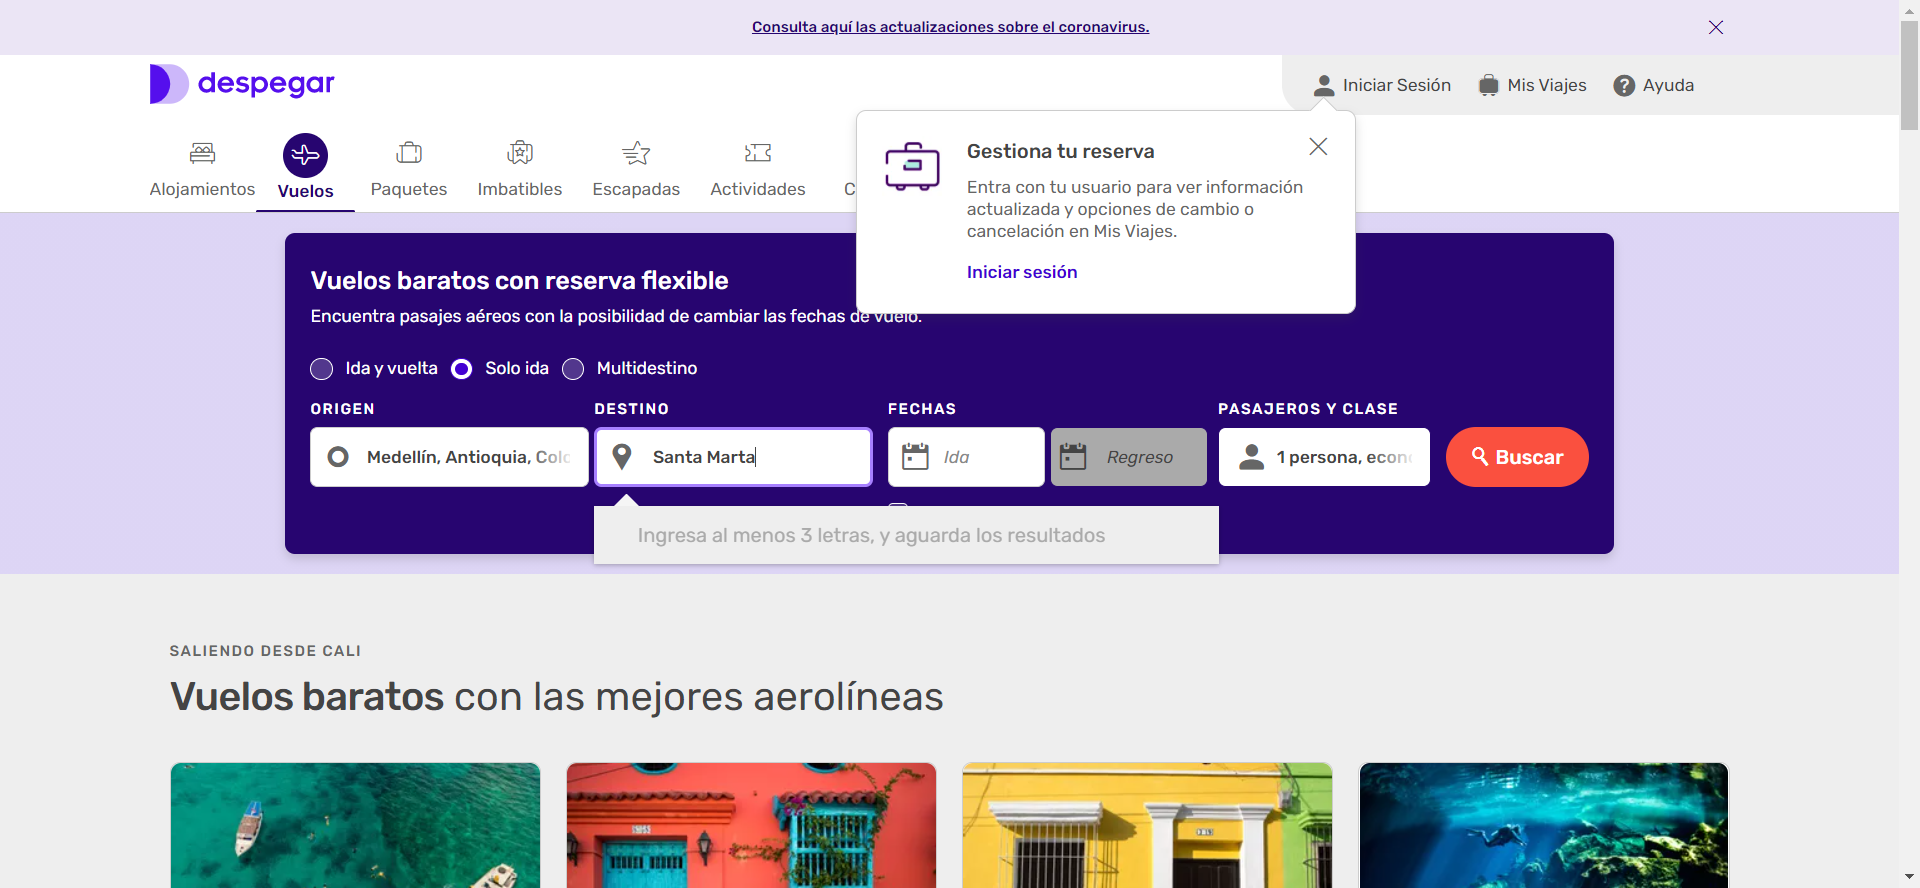 Consulta aquí las actualizaciones sobre el coronavirus.
despegar
Iniciar Sesión
Mis Viajes
Ayuda
Alojamientos
Vuelos
Paquetes
Imbatibles
Escapadas
Actividades
C
Gestiona tu reserva
Entra con tu usuario para ver información
actualizada y opciones de cambio o
cancelación en Mis Viajes.
Iniciar sesión
Vuelos baratos con reserva flexible
Encuentra pasajes aéreos con la posibilidad de cambiar las fechas de vuelo.
Ida y vuelta
Solo ida
Multidestino
ORIGEN
DESTINO
FECHAS
PASAJEROS Y CLASE
Medellín, Antioquia, Colo
Santa Marta
Ida
Regreso
1 persona, econó
Buscar
Ingresa al menos 3 letras, y aguarda los resultados
SALIENDO DESDE CALI
Vuelos baratos con las mejores aerolíneas